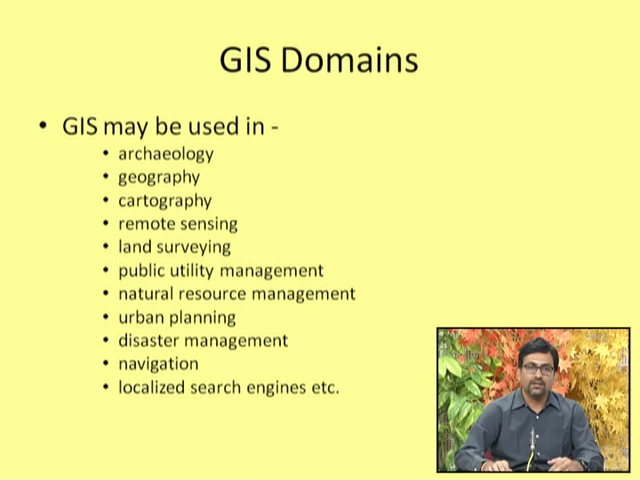 GIS Domains
• GIS may be used in -
• archaeology
• geography
• cartography
• remote sensing
• land surveying
• public utility management
• natural resource management
• urban planning
• disaster management
• navigation
• localized search engines etc.